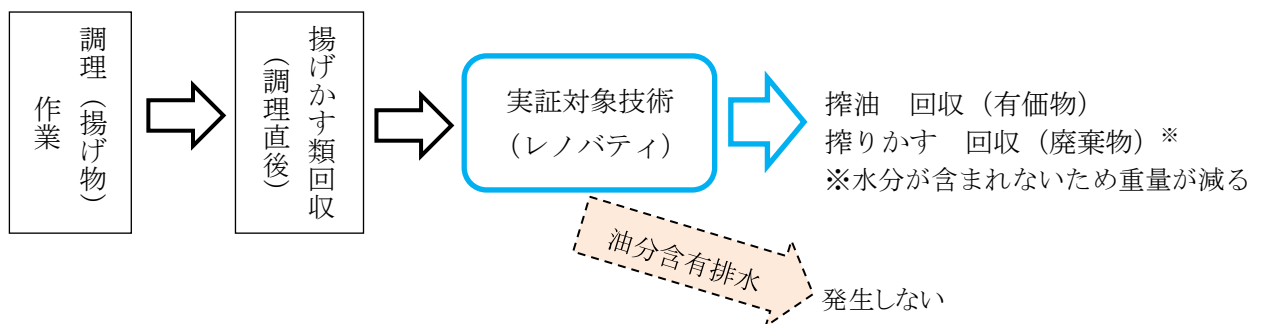 調理（揚げ物）
作業
揚げかす類回収
（調理直後）
実証対象技術
（レノバティ）
搾油　回収（有価物）
搾りかす　回収（廃棄物）※
※水分が含まれないため重量が減る
油分含有排水
発生しない